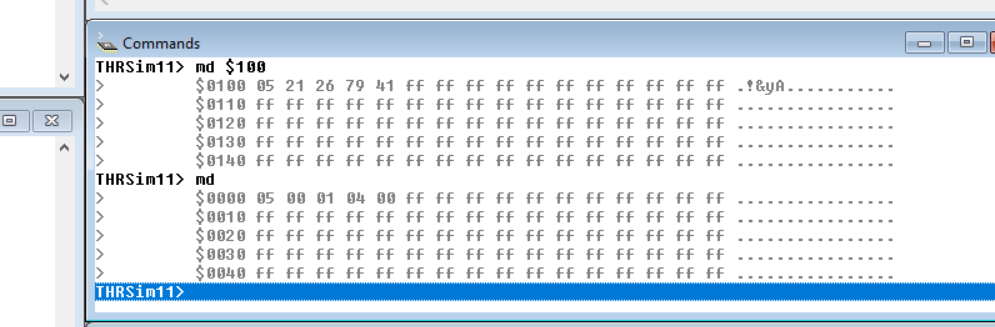 Commands
THRSim11> md $100
> $0100 05 21 26 79 41 ff ff ff ff ff ff ff ff ff ff ff .!&yA...........
> $0110 ff ff ff ff ff ff ff ff ff ff ff ff ff ff ff ff ................
> $0120 ff ff ff ff ff ff ff ff ff ff ff ff ff ff ff ff ................
> $0130 ff ff ff ff ff ff ff ff ff ff ff ff ff ff ff ff ................
> $0140 ff ff ff ff ff ff ff ff ff ff ff ff ff ff ff ff ................
THRSim11> md
> $0000 05 00 01 04 00 ff ff ff ff ff ff ff ff ff ff ff ................
> $0010 ff ff ff ff ff ff ff ff ff ff ff ff ff ff ff ff ................
> $0020 ff ff ff ff ff ff ff ff ff ff ff ff ff ff ff ff ................
> $0030 ff ff ff ff ff ff ff ff ff ff ff ff ff ff ff ff ................
> $0040 ff ff ff ff ff ff ff ff ff ff ff ff ff ff ff ff ................
THRSim11>